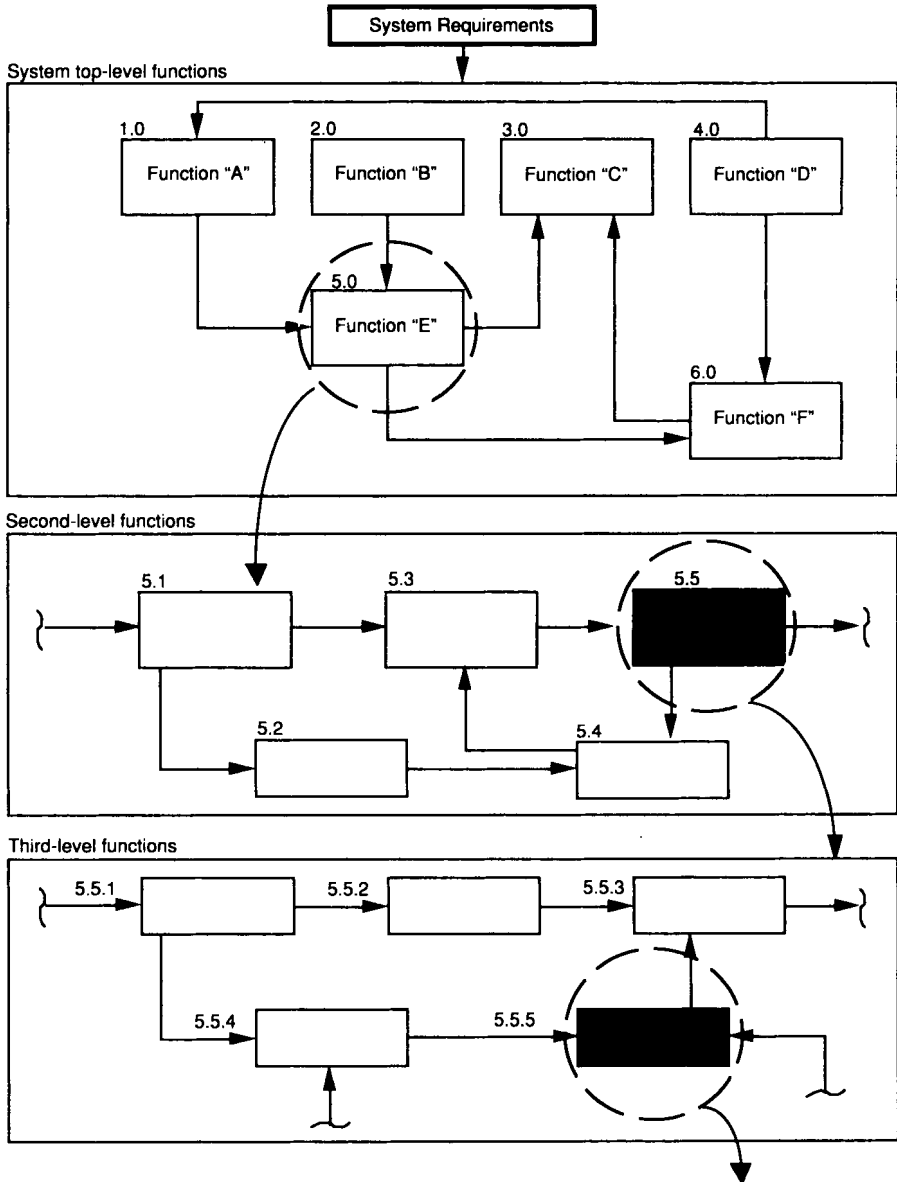 System Requirements
System top-level functions
1.0
2.0
3.0
4.0
Function “A”
Function “B”
Function “C”
Function “D”
5.0
Function “E”
6.0
Function “F”
Second-level functions
5.1
5.3
5.5
5.2
5.4
Third-level functions
5.5.1
5.5.2
5.5.3
5.5.4
5.5.5